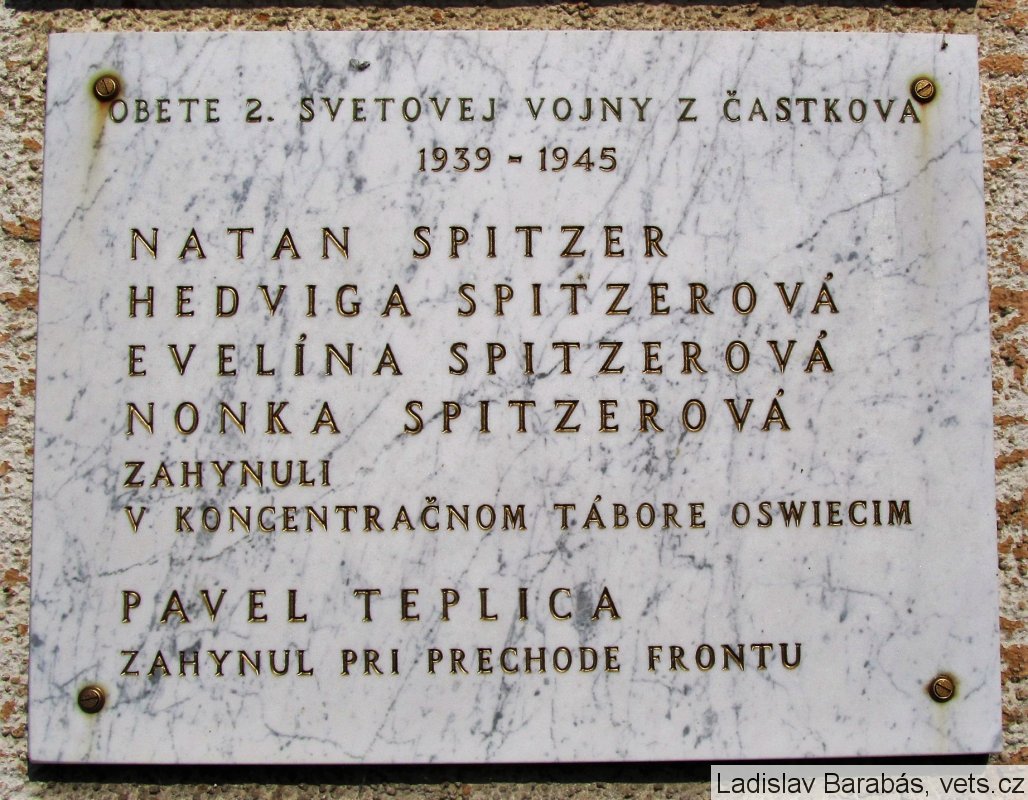 OBETE 2. SVETOVEJ VOJNY Z ČASTKOVA
1939 - 1945
NATAN SPITZER
HEDVIGA SPITZEROVÁ
EVELÍNA SPITZEROVÁ
NONKA SPITZEROVÁ
ZAHYNULI
V KONCENTRAČNOM TÁBORE OSWIECIM
PAVEL TEPLICA
ZAHYNUL PRI PRECHODE FRONTU
Ladislav Barabás, vets.cz